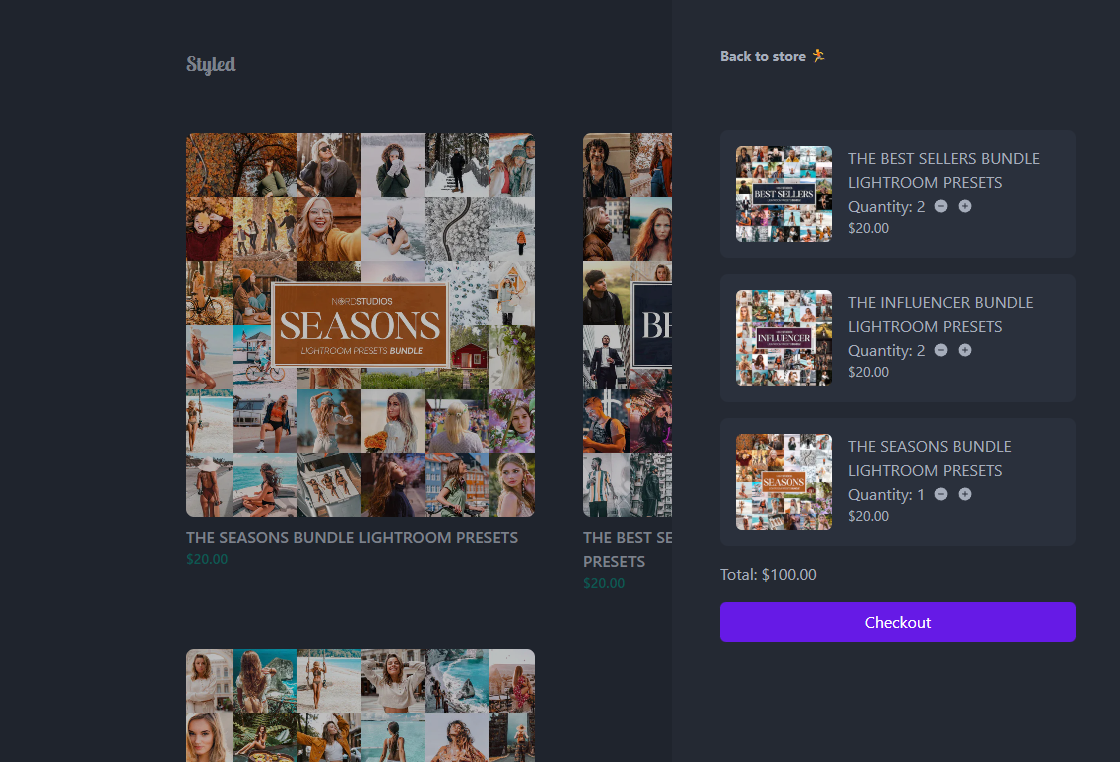 Styled
NORDSTUDIOS
SEASONS
LIGHTROOM PRESETS BUNDLE
THE SEASONS BUNDLE LIGHTROOM PRESETS
$20.00
BE
THE BEST SE
PRESETS
$20.00
Back to store 🏃
BEST SELLERS
THE BEST SELLERS BUNDLE
LIGHTROOM PRESETS
Quantity: 2
$20.00
INFLUENCER
THE INFLUENCER BUNDLE
LIGHTROOM PRESETS
Quantity: 2
$20.00
SEASONS
THE SEASONS BUNDLE
LIGHTROOM PRESETS
Quantity: 1
$20.00
Total: $100.00
Checkout